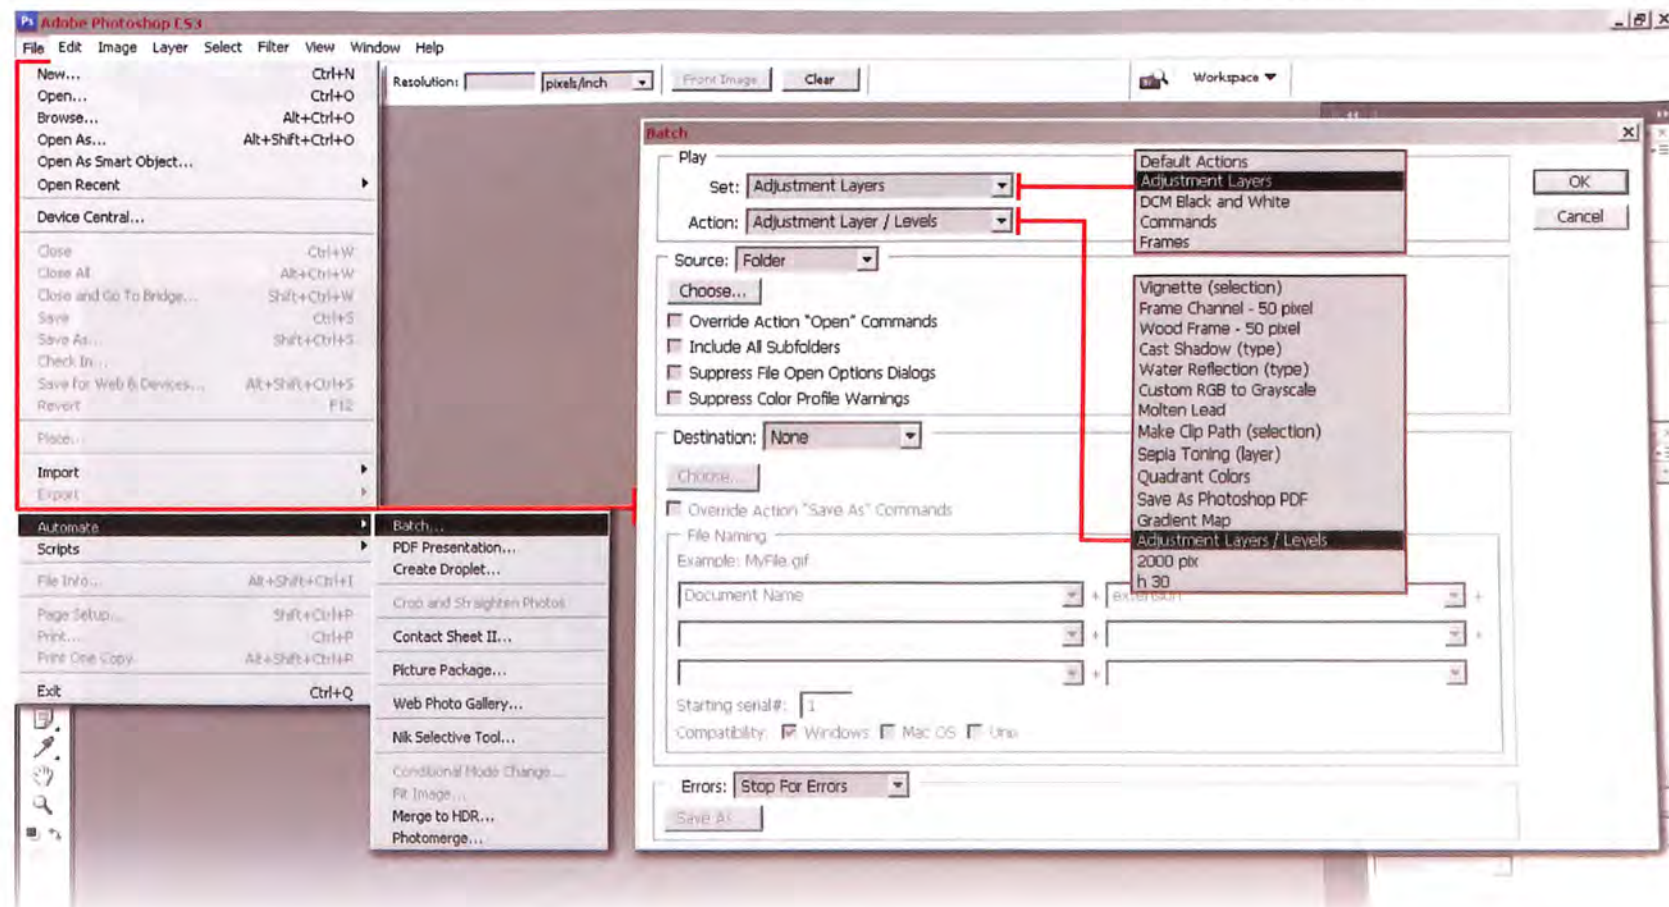 Adobe Photoshop CS3
File Edit Image Layer Select Filter View Window Help
New... Ctrl+N
Open... Ctrl+O
Browse... Alt+Ctrl+O
Open As... Alt+Shift+Ctrl+O
Open As Smart Object...
Open Recent
Device Central...
Close Ctrl+W
Close All Alt+Ctrl+W
Close and Go To Bridge... Shift+Ctrl+W
Save Ctrl+S
Save As... Shift+Ctrl+S
Check In...
Save for Web & Devices... Alt+Shift+Ctrl+S
Revert F12
Place...
Import
Export
Automate
Scripts
File Info... Alt+Shift+Ctrl+I
Page Setup... Shift+Ctrl+P
Print... Ctrl+P
Print One Copy Alt+Shift+Ctrl+P
Exit Ctrl+Q
Batch...
PDF Presentation...
Create Droplet...
Crop and Straighten Photos
Contact Sheet II...
Picture Package...
Web Photo Gallery...
Nik Selective Tool...
Conditional Mode Change...
Fit Image...
Merge to HDR...
Photomerge...
Resolution: pixels/inch Front Image Clear Workspace
Batch
Play
Set: Adjustment Layers
Action: Adjustment Layer / Levels
Source: Folder
Choose...
Override Action "Open" Commands
Include All Subfolders
Suppress File Open Options Dialogs
Suppress Color Profile Warnings
Destination: None
Choose...
Override Action "Save As" Commands
File Naming
Example: MyFile.gif
Document Name + extension +
+ +
+
Starting serial#: 1
Compatibility: Windows Mac OS Unix
Errors: Stop For Errors
Save As...
Default Actions
Adjustment Layers
DCM Black and White
Commands
Frames
Vignette (selection)
Frame Channel - 50 pixel
Wood Frame - 50 pixel
Cast Shadow (type)
Water Reflection (type)
Custom RGB to Grayscale
Molten Lead
Make Clip Path (selection)
Sepia Toning (layer)
Quadrant Colors
Save As Photoshop PDF
Gradient Map
Adjustment Layers / Levels
2000 pix
h 30
OK
Cancel